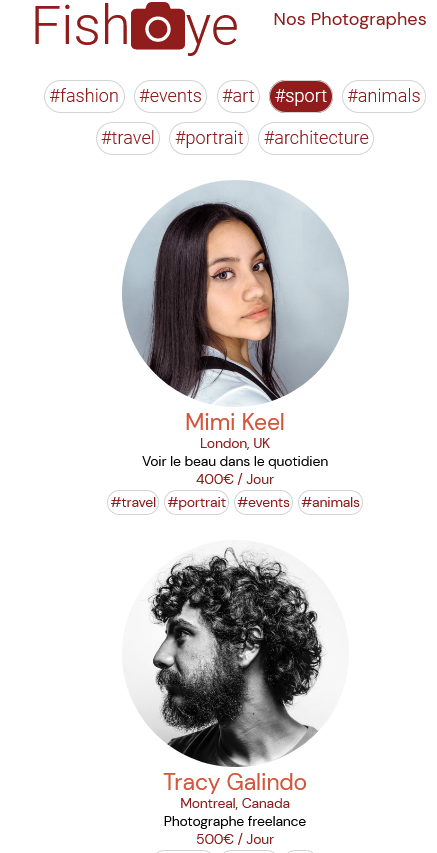 FishEye
Nos Photographes
#fashion #events #art #sport #animals
#travel #portrait #architecture
Mimi Keel
London, UK
Voir le beau dans le quotidien
400€ / Jour
#travel #portrait #events #animals
Tracy Galindo
Montreal, Canada
Photographe freelance
500€ / Jour